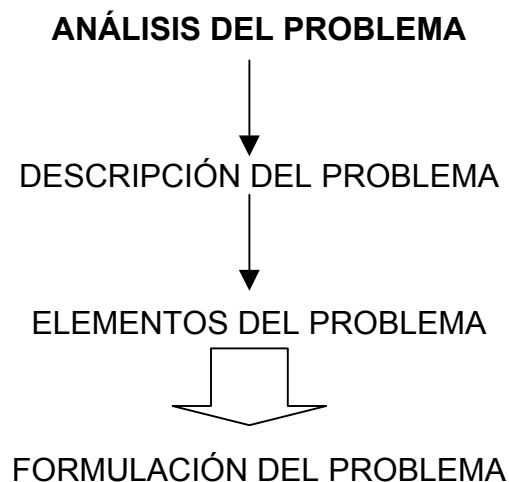 ANÁLISIS DEL PROBLEMA
DESCRIPCIÓN DEL PROBLEMA
ELEMENTOS DEL PROBLEMA
FORMULACIÓN DEL PROBLEMA